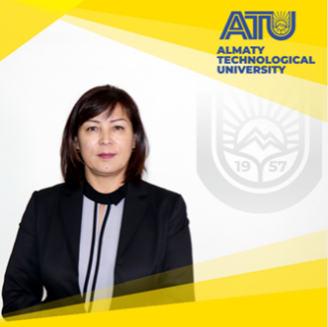 ATU
ALMATY
TECHNOLOGICAL
UNIVERSITY
19 57